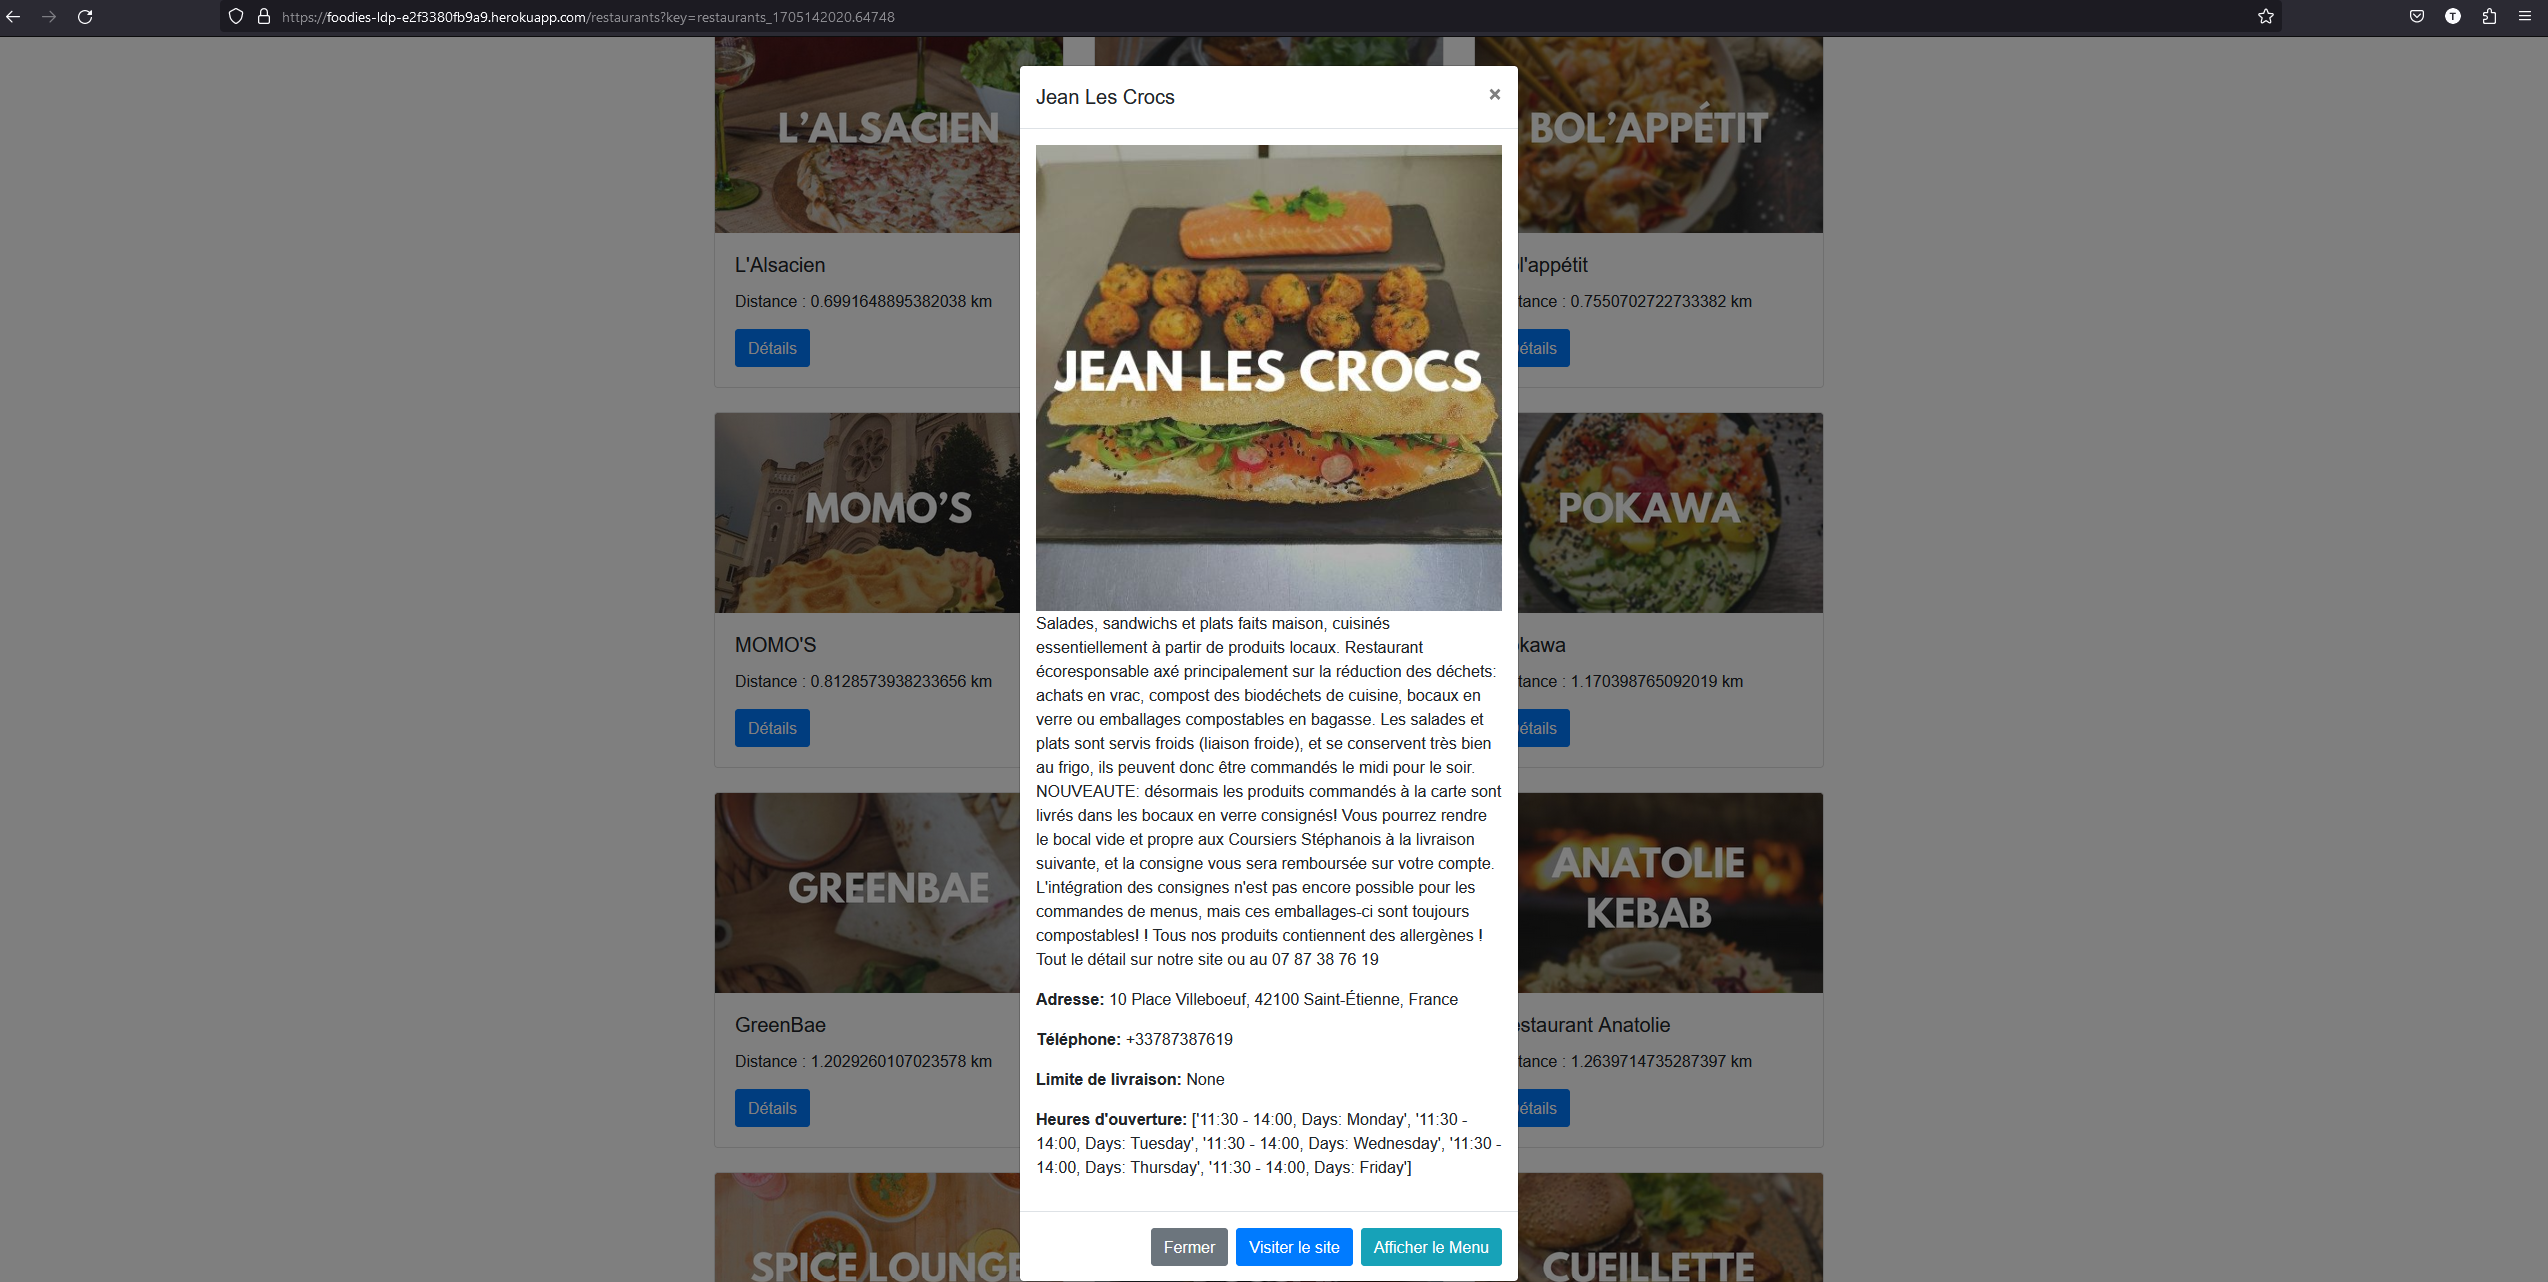 https://foodies-ldp-e2f3380fb9a9.herokuapp.com/restaurants?key=restaurants_1705142020.64748
T
Jean Les Crocs
×
JEAN LES CROCS
Salades, sandwichs et plats faits maison, cuisinés
essentiellement à partir de produits locaux. Restaurant
écoresponsable axé principalement sur la réduction des déchets:
achats en vrac, compost des biodéchets de cuisine, bocaux en
verre ou emballages compostables en bagasse. Les salades et
plats sont servis froids (liaison froide), et se conservent très bien
au frigo, ils peuvent donc être commandés le midi pour le soir.
NOUVEAUTE: désormais les produits commandés à la carte sont
livrés dans les bocaux en verre consignés! Vous pourrez rendre
le bocal vide et propre aux Coursiers Stéphanois à la livraison
suivante, et la consigne vous sera remboursée sur votre compte.
L'intégration des consignes n'est pas encore possible pour les
commandes de menus, mais ces emballages-ci sont toujours
compostables! ! Tous nos produits contiennent des allergènes !
Tout le détail sur notre site ou au 07 87 38 76 19
Adresse: 10 Place Villeboeuf, 42100 Saint-Étienne, France
Téléphone: +33787387619
Limite de livraison: None
Heures d'ouverture: ['11:30 - 14:00, Days: Monday', '11:30 -
14:00, Days: Tuesday', '11:30 - 14:00, Days: Wednesday', '11:30 -
14:00, Days: Thursday', '11:30 - 14:00, Days: Friday']
Fermer
Visiter le site
Afficher le Menu
L'ALSACIEN
L'Alsacien
Distance : 0.6991648895382038 km
Détails
BOL'APPÉTIT
l'appétit
tance : 0.7550702722733382 km
étails
MOMO'S
MOMO'S
Distance : 0.8128573938233656 km
Détails
POKAWA
kawa
tance : 1.170398765092019 km
étails
GREENBAE
GreenBae
Distance : 1.2029260107023578 km
Détails
ANATOLIE
KEBAB
staurant Anatolie
tance : 1.2639714735287397 km
étails
SPICE LOUNGE
CUEILLETTE